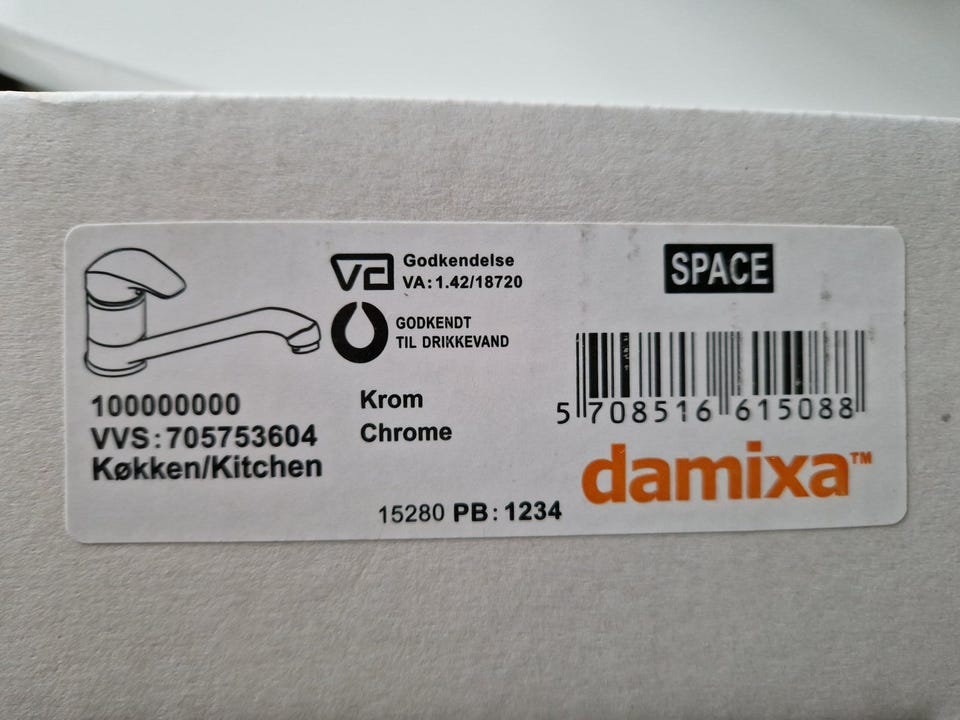 VA Godkendelse
VA:1.42/18720
GODKENDT
TIL DRIKKEVAND
SPACE
100000000
VVS:705753604
Køkken/Kitchen
Krom
Chrome
5 708516 615088
damixa™
15280 PB:1234